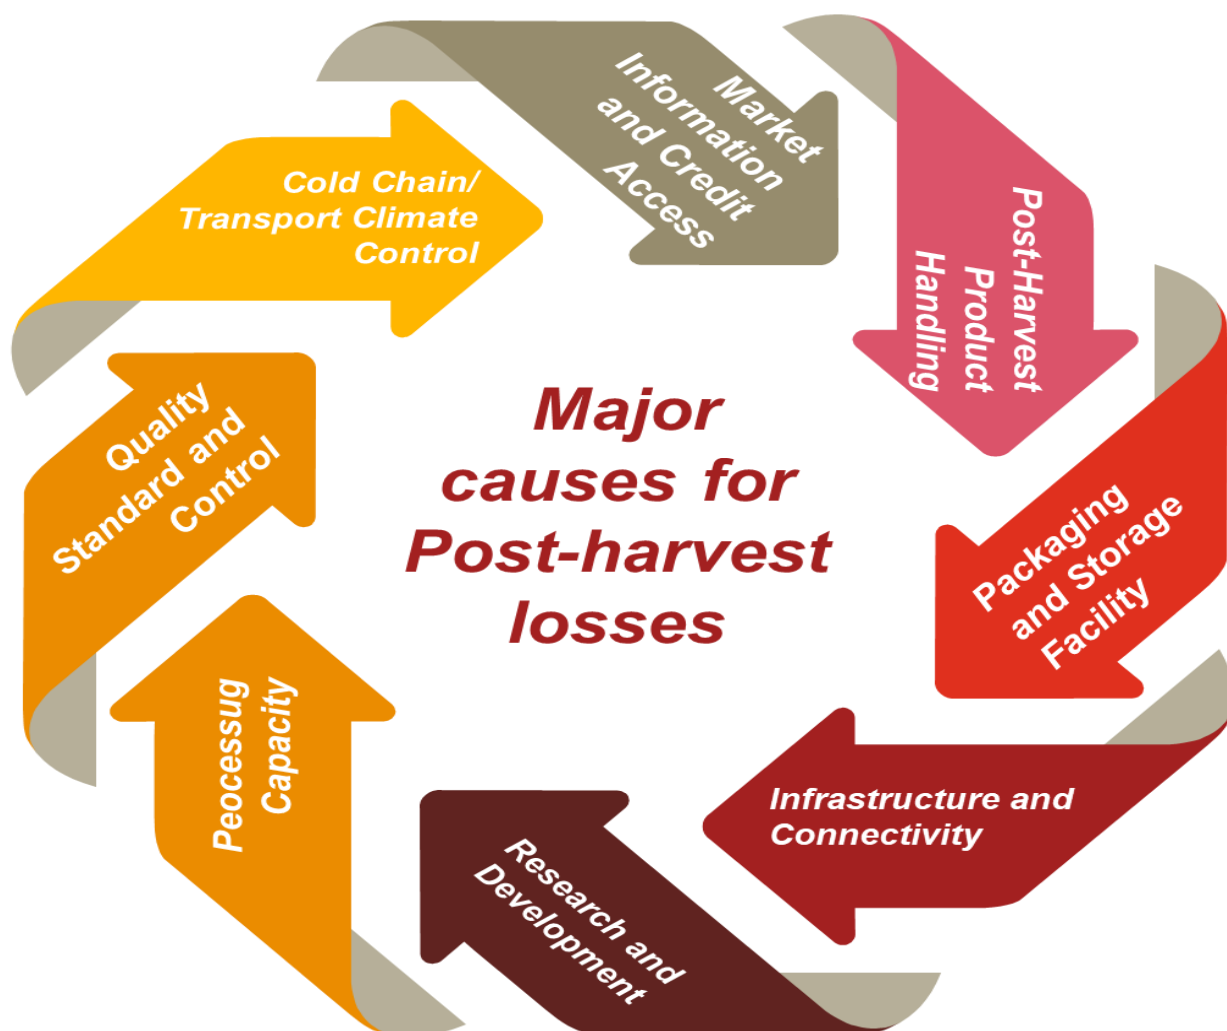 Major
causes for
Post-harvest
losses
Market
Information
and Credit
Access
Post-Harvest
Product
Handling
Packaging
and Storage
Facility
Infrastructure and
Connectivity
Research and
Development
Peocessug
Capacity
Quality
Standard and
Control
Cold Chain/
Transport Climate
Control